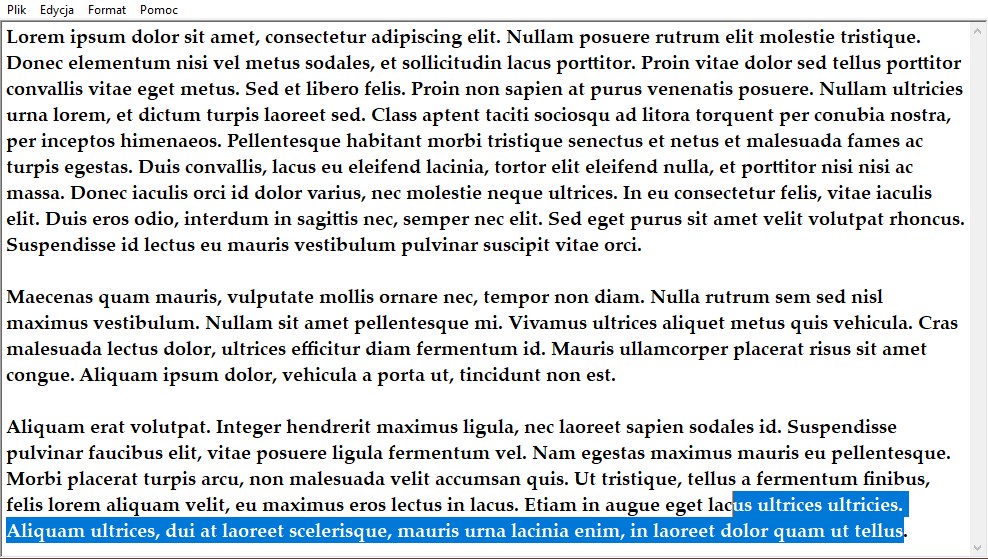 Plik Edycja Format Pomoc
Lorem ipsum dolor sit amet, consectetur adipiscing elit. Nullam posuere rutrum elit molestie tristique.
Donec elementum nisi vel metus sodales, et sollicitudin lacus porttitor. Proin vitae dolor sed tellus porttitor
convallis vitae eget metus. Sed et libero felis. Proin non sapien at purus venenatis posuere. Nullam ultricies
urna lorem, et dictum turpis laoreet sed. Class aptent taciti sociosqu ad litora torquent per conubia nostra,
per inceptos himenaeos. Pellentesque habitant morbi tristique senectus et netus et malesuada fames ac
turpis egestas. Duis convallis, lacus eu eleifend lacinia, tortor elit eleifend nulla, et porttitor nisi nisi ac
massa. Donec iaculis orci id dolor varius, nec molestie neque ultrices. In eu consectetur felis, vitae iaculis
elit. Duis eros odio, interdum in sagittis nec, semper nec elit. Sed eget purus sit amet velit volutpat rhoncus.
Suspendisse id lectus eu mauris vestibulum pulvinar suscipit vitae orci.
Maecenas quam mauris, vulputate mollis ornare nec, tempor non diam. Nulla rutrum sem sed nisl
maximus vestibulum. Nullam sit amet pellentesque mi. Vivamus ultrices aliquet metus quis vehicula. Cras
malesuada lectus dolor, ultrices efficitur diam fermentum id. Mauris ullamcorper placerat risus sit amet
congue. Aliquam ipsum dolor, vehicula a porta ut, tincidunt non est.
Aliquam erat volutpat. Integer hendrerit maximus ligula, nec laoreet sapien sodales id. Suspendisse
pulvinar faucibus elit, vitae posuere ligula fermentum vel. Nam egestas maximus mauris eu pellentesque.
Morbi placerat turpis arcu, non malesuada velit accumsan quis. Ut tristique, tellus a fermentum finibus,
felis lorem aliquam velit, eu maximus eros lectus in lacus. Etiam in augue eget lacus ultrices ultricies.
Aliquam ultrices, dui at laoreet scelerisque, mauris urna lacinia enim, in laoreet dolor quam ut tellus.